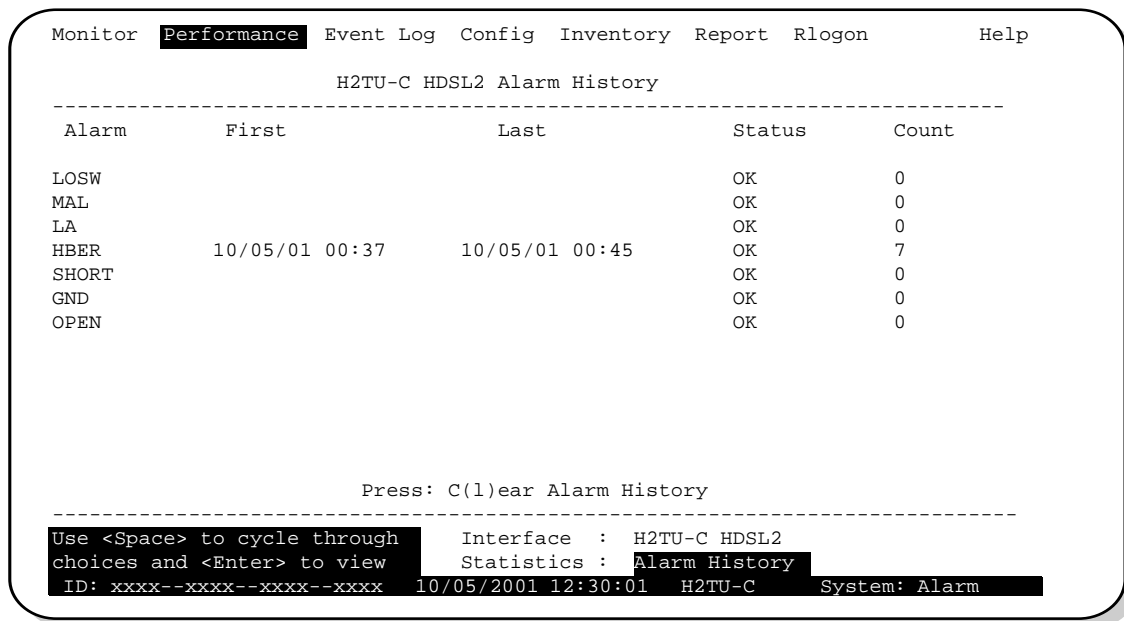 Monitor Performance Event Log Config Inventory Report Rlogon Help
H2TU-C HDSL2 Alarm History
--------------------------------------------------------------------------------
Alarm First Last Status Count
LOSW OK 0
MAL OK 0
LA OK 0
HBER 10/05/01 00:37 10/05/01 00:45 OK 7
SHORT OK 0
GND OK 0
OPEN OK 0
Press: C(l)ear Alarm History
--------------------------------------------------------------------------------
Use <Space> to cycle through Interface : H2TU-C HDSL2
choices and <Enter> to view Statistics : Alarm History
ID: xxxx--xxxx--xxxx--xxxx 10/05/2001 12:30:01 H2TU-C System: Alarm